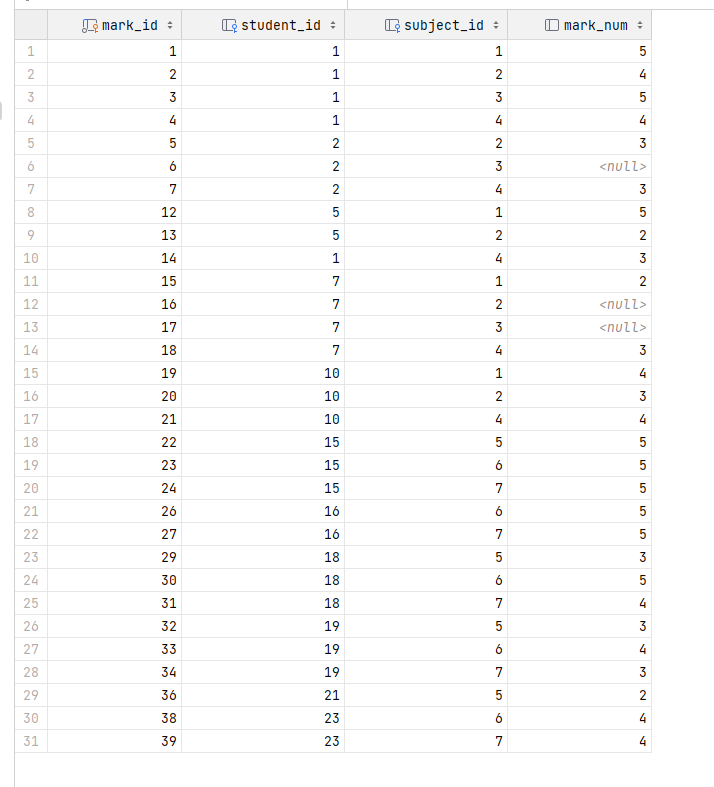 mark_id student_id subject_id mark_num
1 1 1 1 5
2 2 1 2 4
3 3 1 3 5
4 4 1 4 4
5 5 2 2 3
6 6 2 3 <null>
7 7 2 4 3
8 12 5 1 5
9 13 5 2 2
10 14 1 4 3
11 15 7 1 2
12 16 7 2 <null>
13 17 7 3 <null>
14 18 7 4 3
15 19 10 1 4
16 20 10 2 3
17 21 10 4 4
18 22 15 5 5
19 23 15 6 5
20 24 15 7 5
21 26 16 6 5
22 27 16 7 5
23 29 18 5 3
24 30 18 6 5
25 31 18 7 4
26 32 19 5 3
27 33 19 6 4
28 34 19 7 3
29 36 21 5 2
30 38 23 6 4
31 39 23 7 4